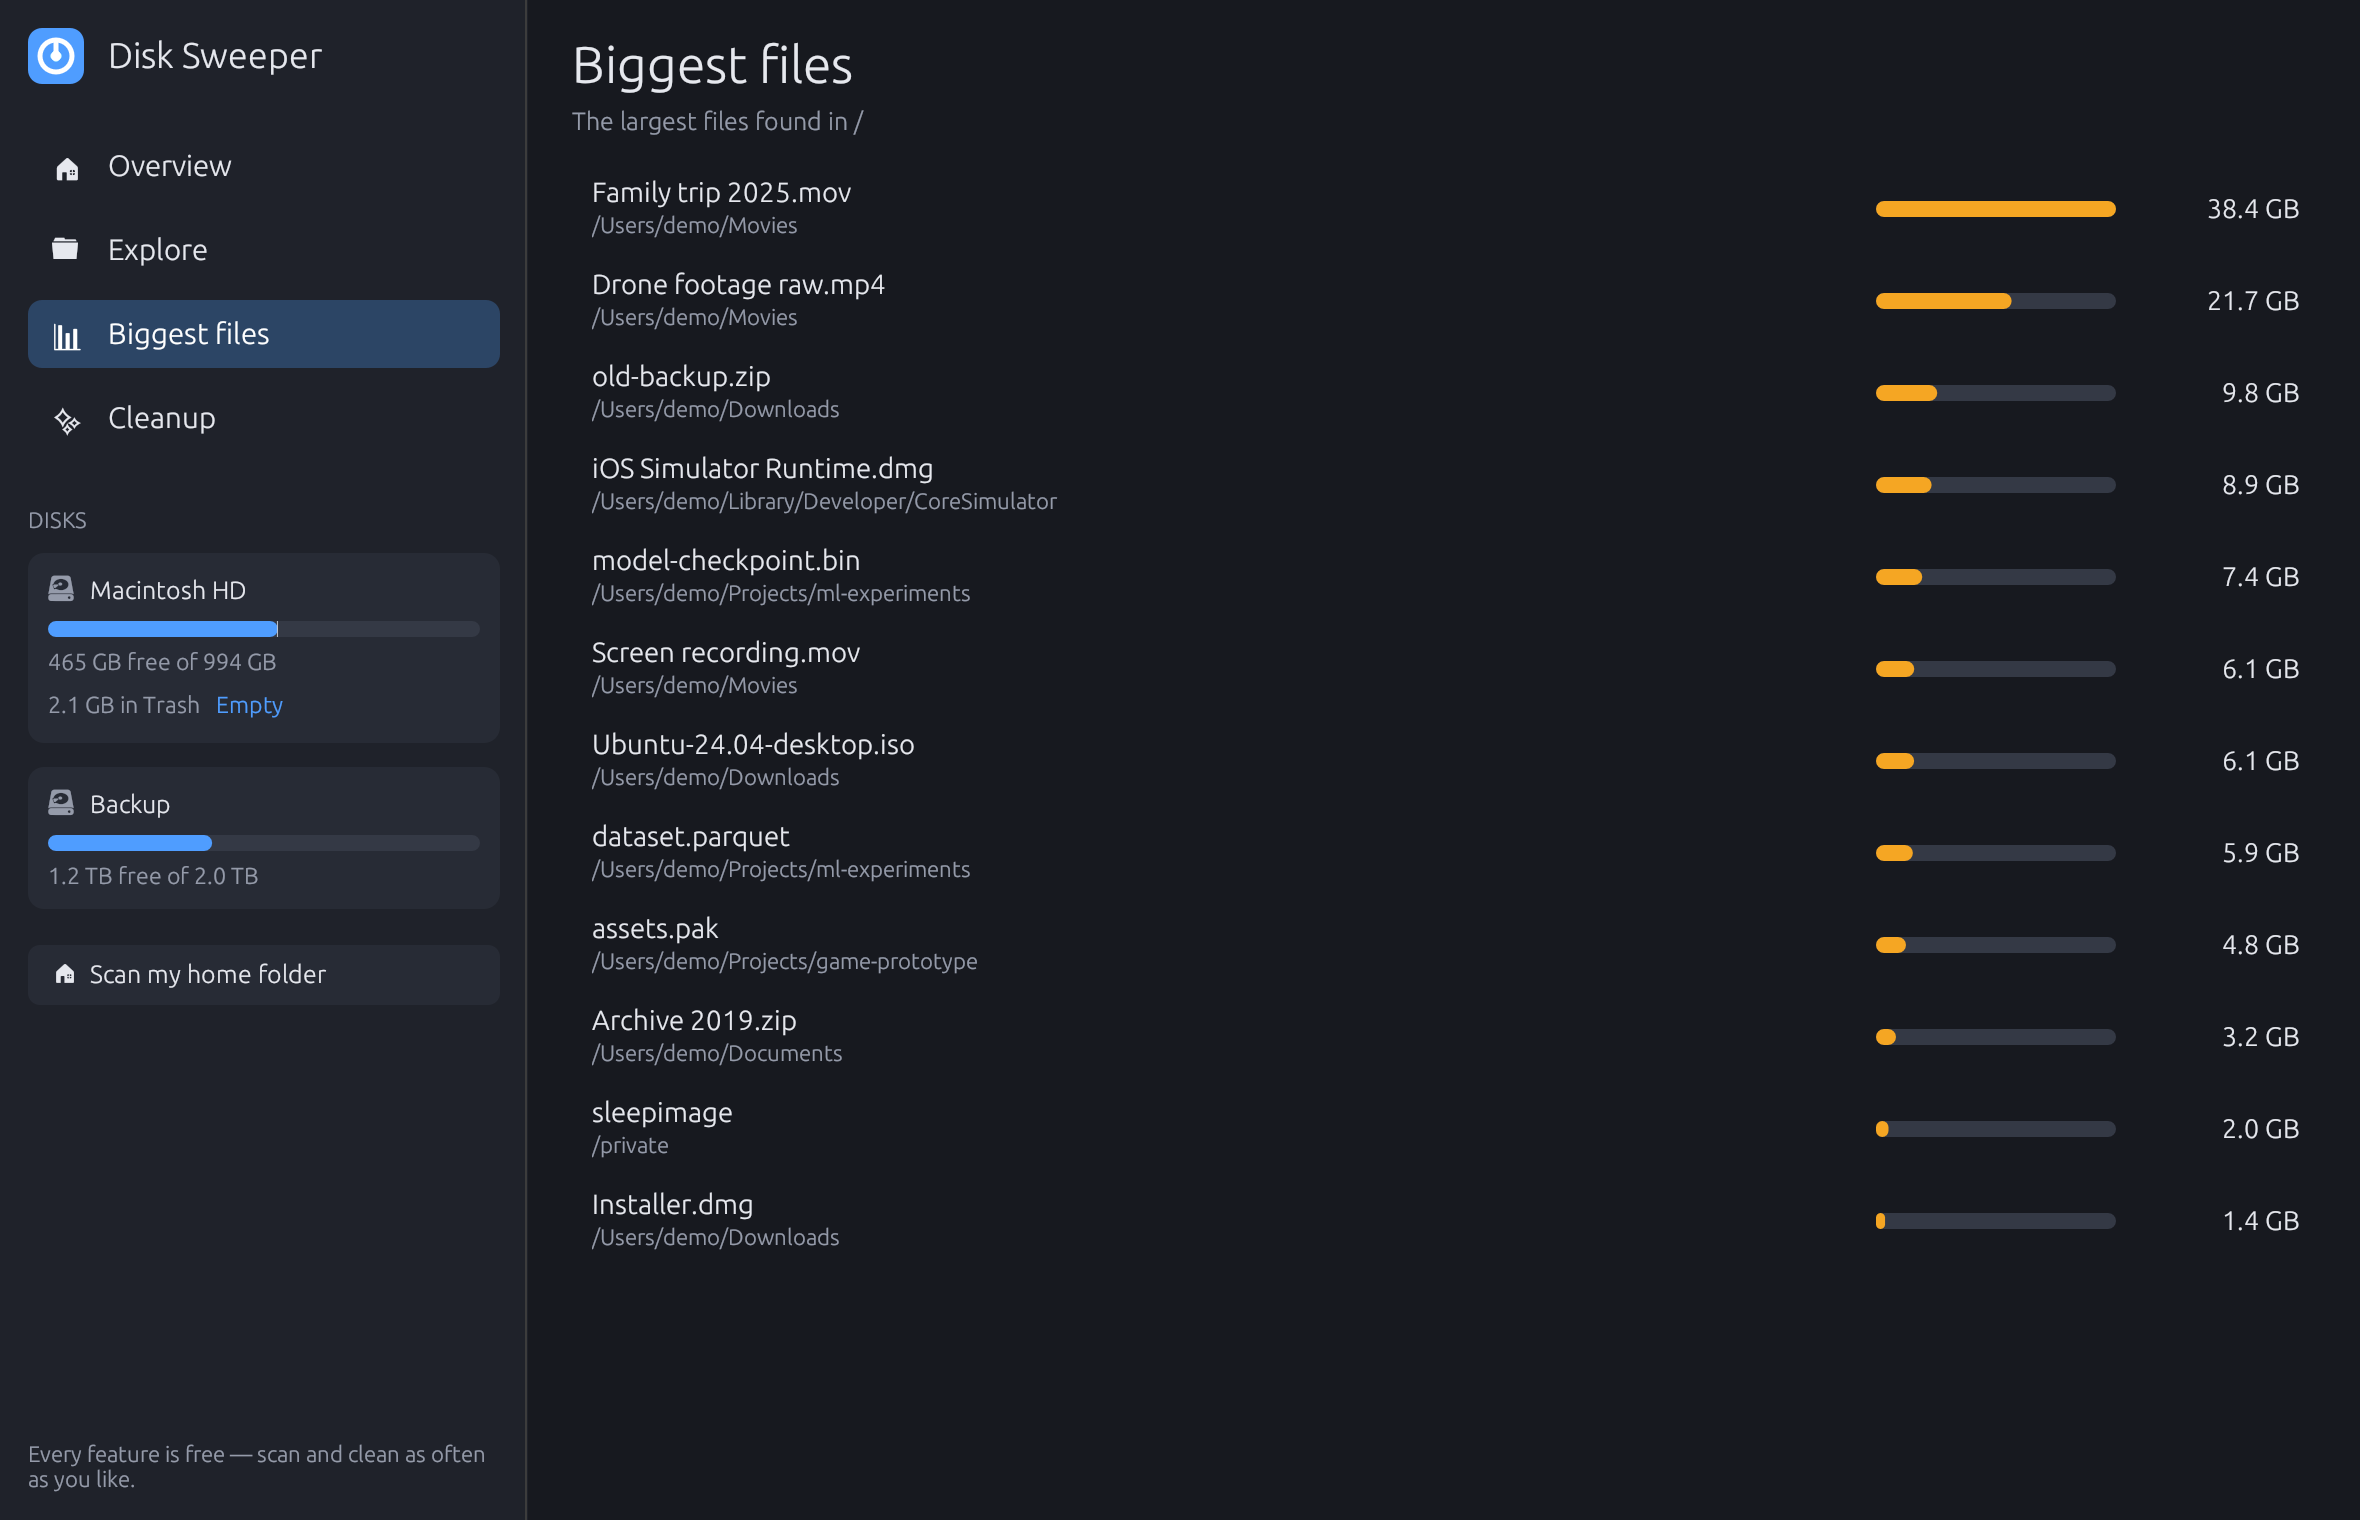 Disk Sweeper
Overview
Explore
Biggest files
Cleanup
DISKS
Macintosh HD
465 GB free of 994 GB
2.1 GB in Trash Empty
Backup
1.2 TB free of 2.0 TB
Scan my home folder
Every feature is free — scan and clean as often
as you like.
Biggest files
The largest files found in /
Family trip 2025.mov
/Users/demo/Movies
38.4 GB
Drone footage raw.mp4
/Users/demo/Movies
21.7 GB
old-backup.zip
/Users/demo/Downloads
9.8 GB
iOS Simulator Runtime.dmg
/Users/demo/Library/Developer/CoreSimulator
8.9 GB
model-checkpoint.bin
/Users/demo/Projects/ml-experiments
7.4 GB
Screen recording.mov
/Users/demo/Movies
6.1 GB
Ubuntu-24.04-desktop.iso
/Users/demo/Downloads
6.1 GB
dataset.parquet
/Users/demo/Projects/ml-experiments
5.9 GB
assets.pak
/Users/demo/Projects/game-prototype
4.8 GB
Archive 2019.zip
/Users/demo/Documents
3.2 GB
sleepimage
/private
2.0 GB
Installer.dmg
/Users/demo/Downloads
1.4 GB